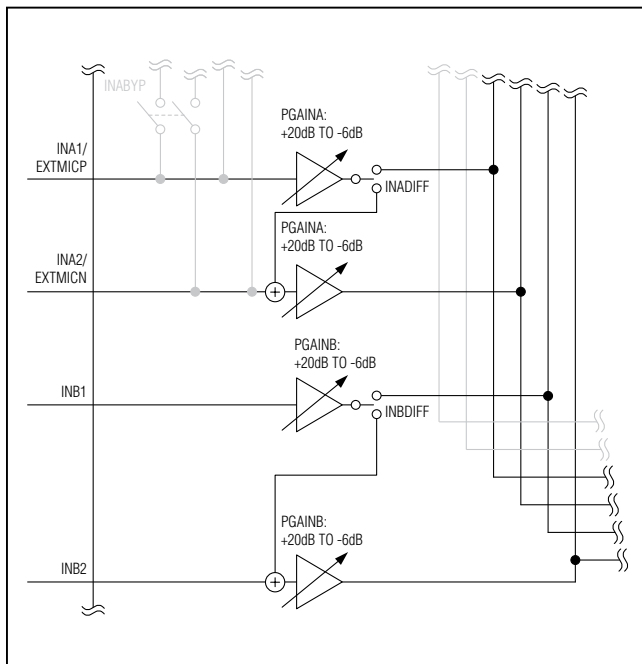 INABYP
PGAINA:
+20dB TO -6dB
INA1/
EXTMICP
INADIFF
PGAINA:
+20dB TO -6dB
INA2/
EXTMICN
+
PGAINB:
+20dB TO -6dB
INB1
INBDIFF
PGAINB:
+20dB TO -6dB
INB2
+